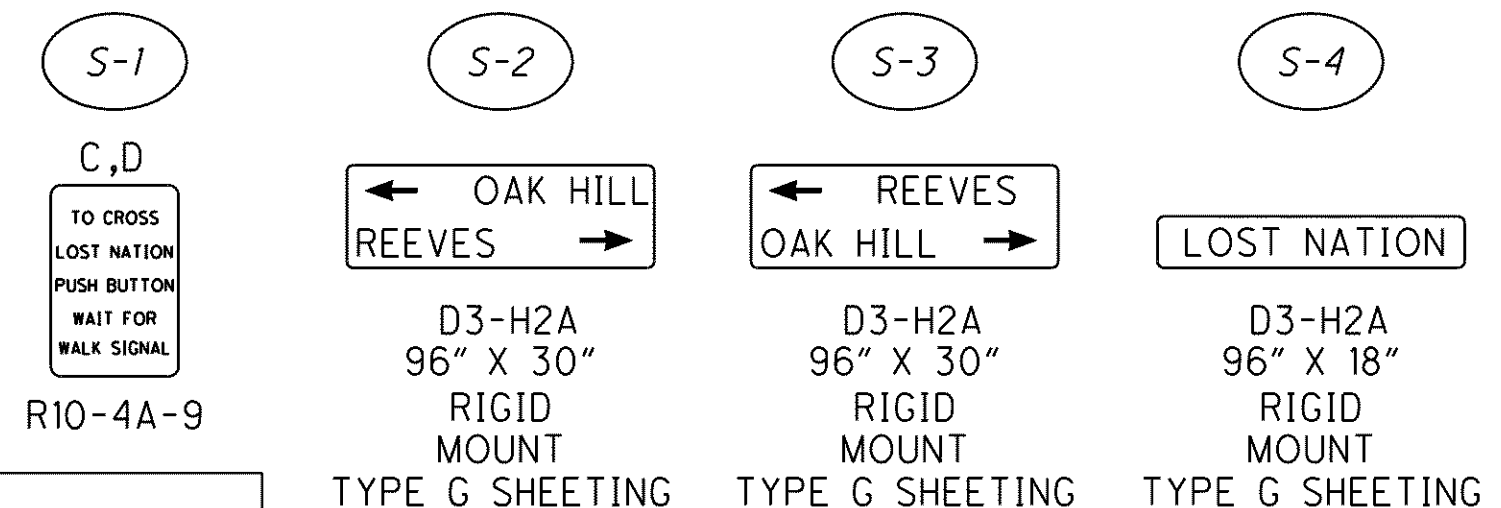 S-1
C,D
TO CROSS
LOST NATION
PUSH BUTTON
WAIT FOR
WALK SIGNAL
R10-4A-9
S-2
← OAK HILL
REEVES →
D3-H2A
96" X 30"
RIGID
MOUNT
TYPE G SHEETING
S-3
← REEVES
OAK HILL →
D3-H2A
96" X 30"
RIGID
MOUNT
TYPE G SHEETING
S-4
LOST NATION
D3-H2A
96" X 18"
RIGID
MOUNT
TYPE G SHEETING